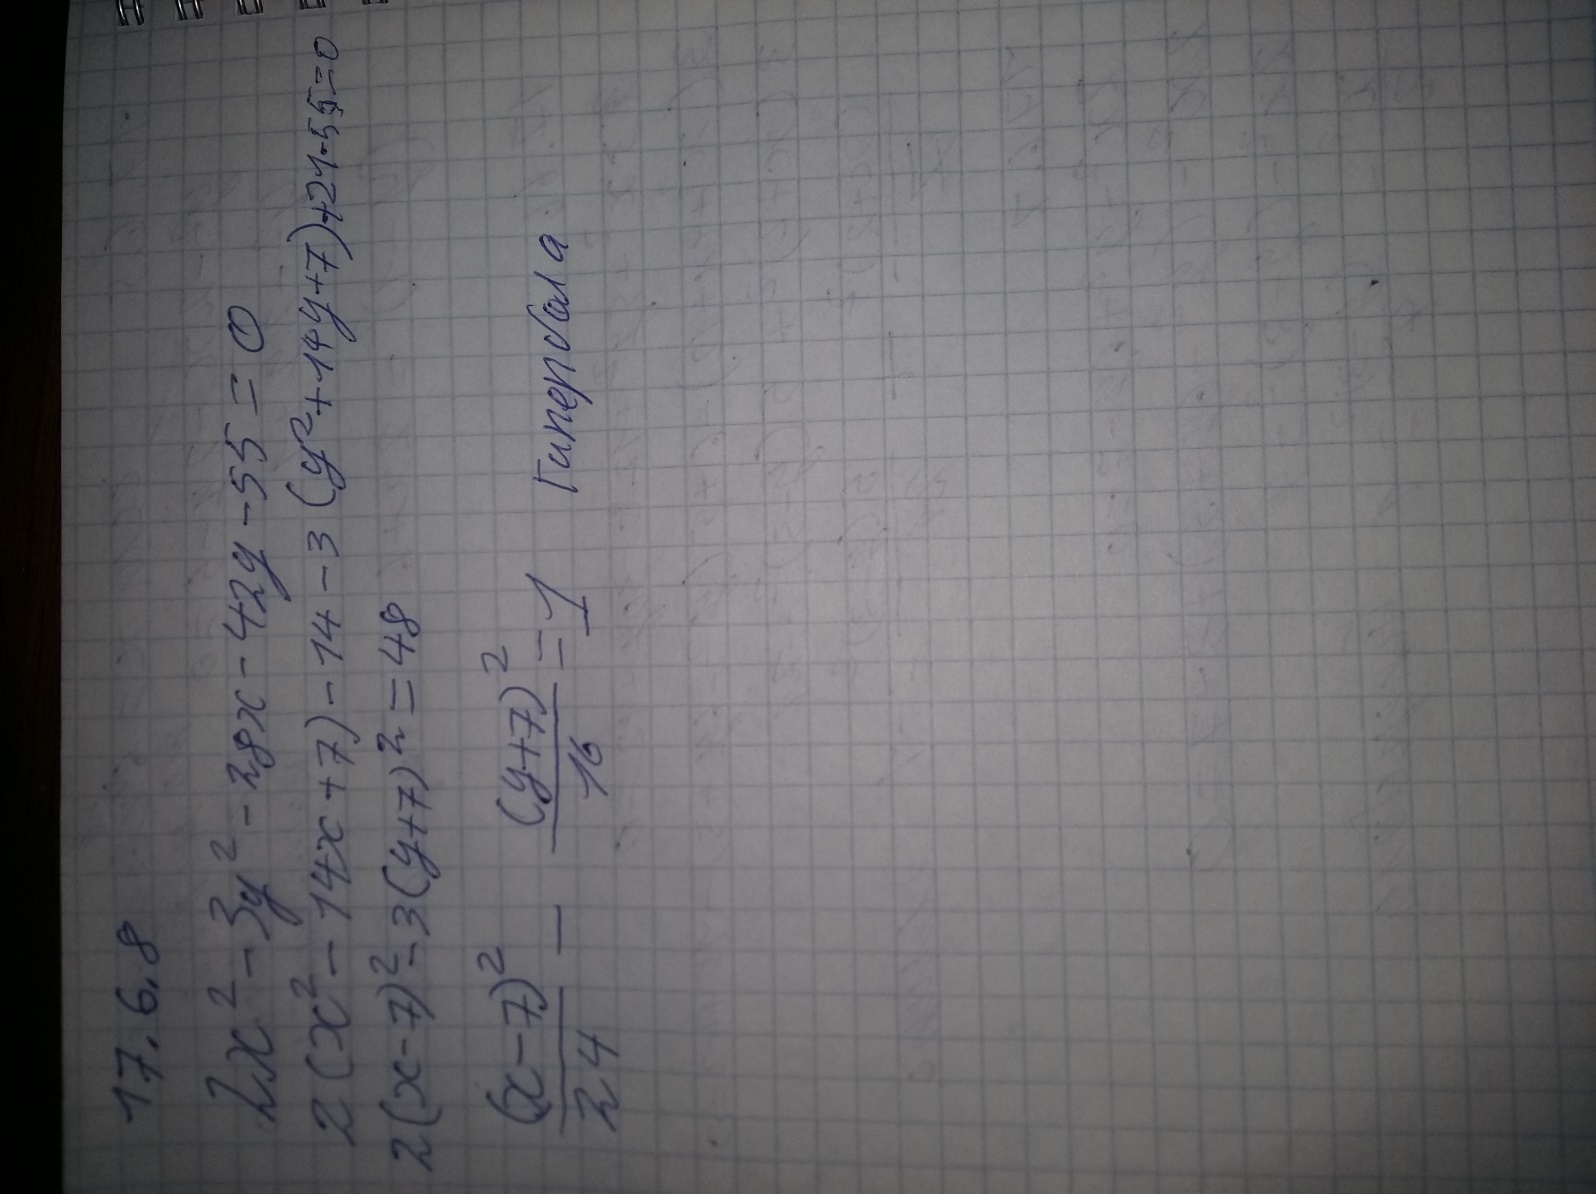 17.6.8
2x² - 3y² - 28x - 42y - 55 = 0
2(x² - 14x + 7) - 14 - 3(y² + 14y + 7) + 21 - 55 = 0
2(x - 7)² - 3(y + 7)² = 48
(x - 7)²/24 - (y + 7)²/16 = 1 Гипербола